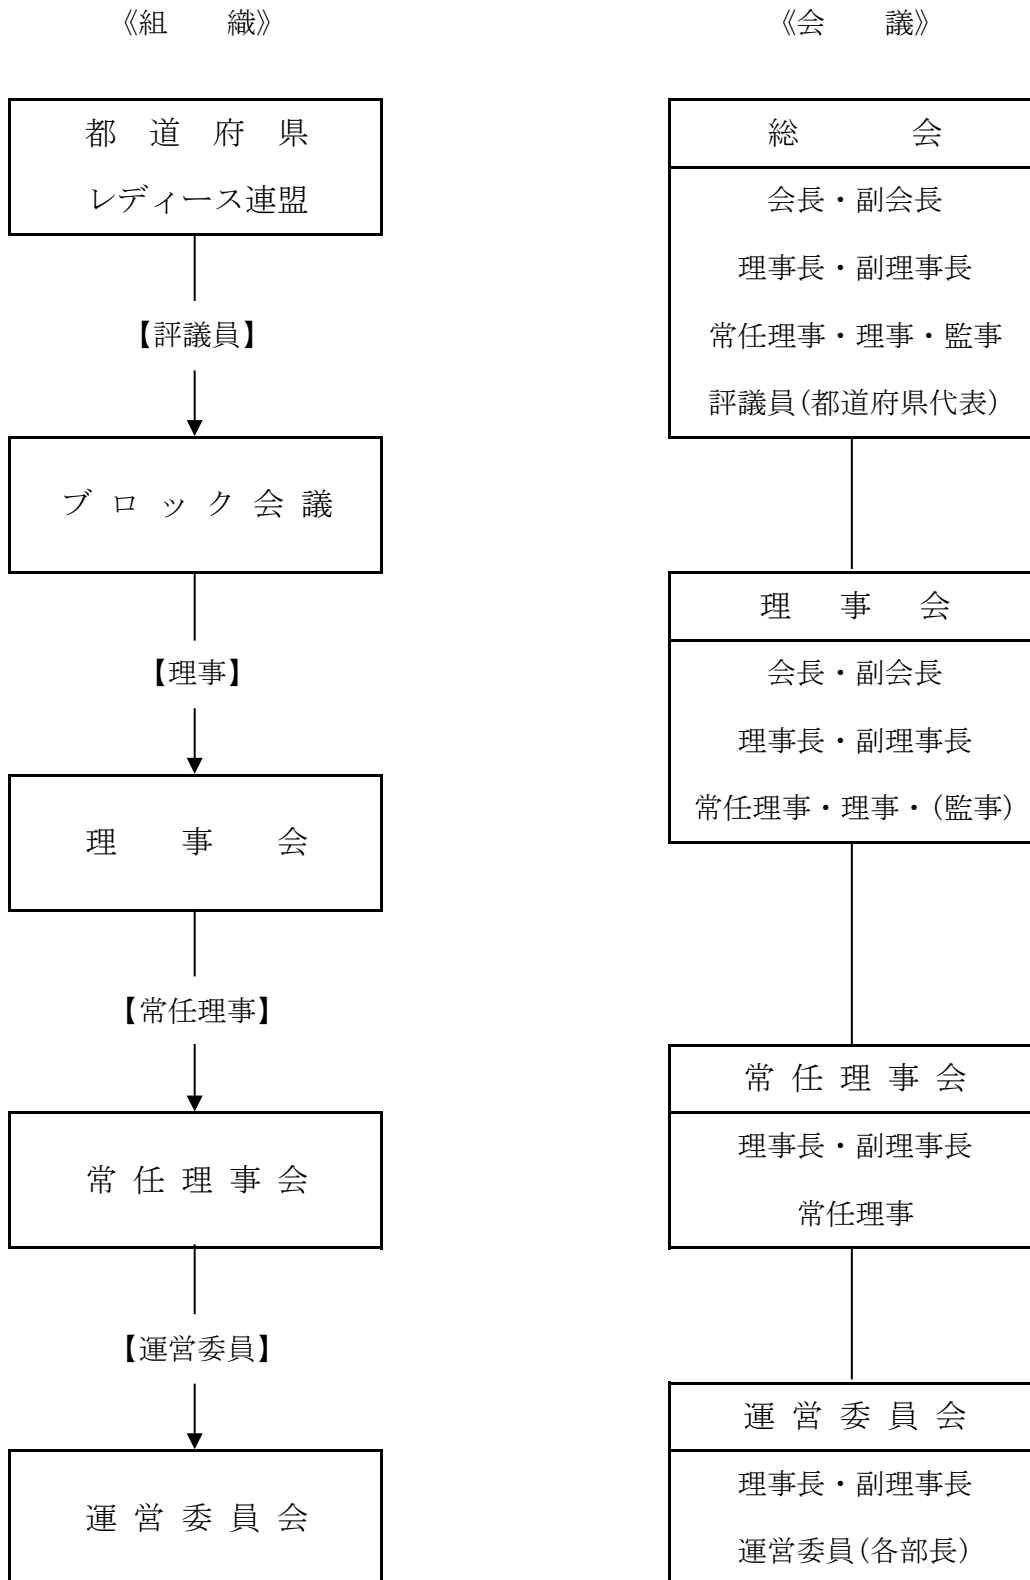 《組　織》
都道府県
レディース連盟
【評議員】
ブロック会議
【理事】
理事会
【常任理事】
常任理事会
【運営委員】
運営委員会
《会　議》
総会
会長・副会長
理事長・副理事長
常任理事・理事・監事
評議員(都道府県代表)
理事会
会長・副会長
理事長・副理事長
常任理事・理事・(監事)
常任理事会
理事長・副理事長
常任理事
運営委員会
理事長・副理事長
運営委員(各部長)